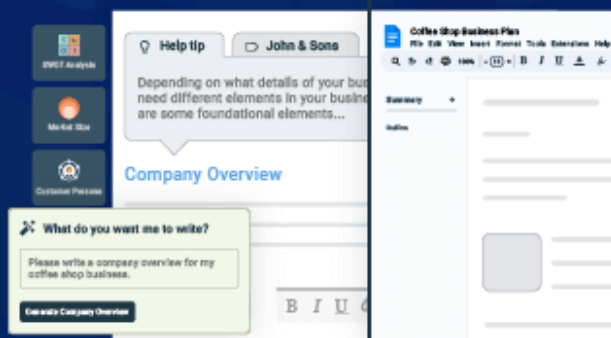 SWOT Analysis
Market Size
Customer Persona
Help tip
John & Sons
Depending on what details of your bus
need different elements in your busine
are some foundational elements...
Company Overview
What do you want me to write?
Please write a company overview for my
coffee shop business.
Generate Company Overview
B I U
Coffee Shop Business Plan
File Edit View Insert Format Tools Extensions Help
100%
B I U A
Summary +
Outline